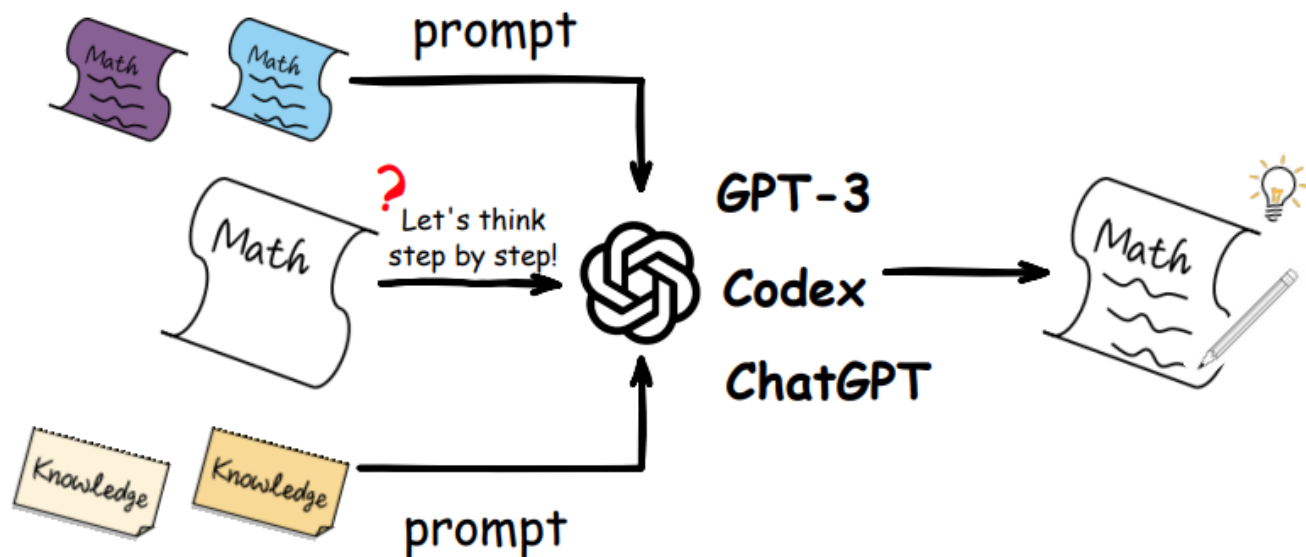 prompt
Math
Math
?
Let's think
step by step!
Math
GPT-3
Codex
ChatGPT
Math
Knowledge
Knowledge
prompt